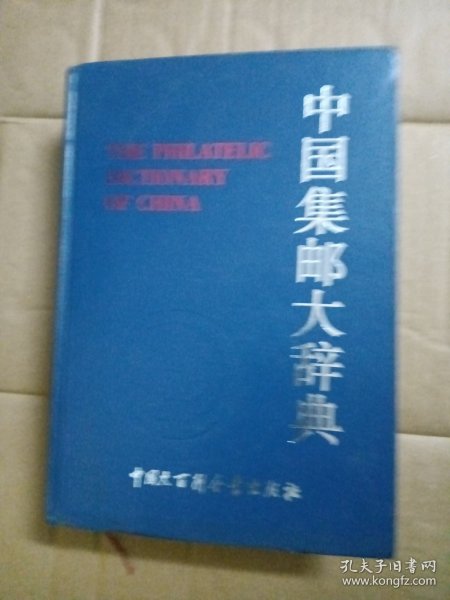 THE PHILATELIC
DICTIONARY
OF CHINA
中国集邮大辞典
中国大百科全书出版社
孔夫子旧书网
www.kongfz.com